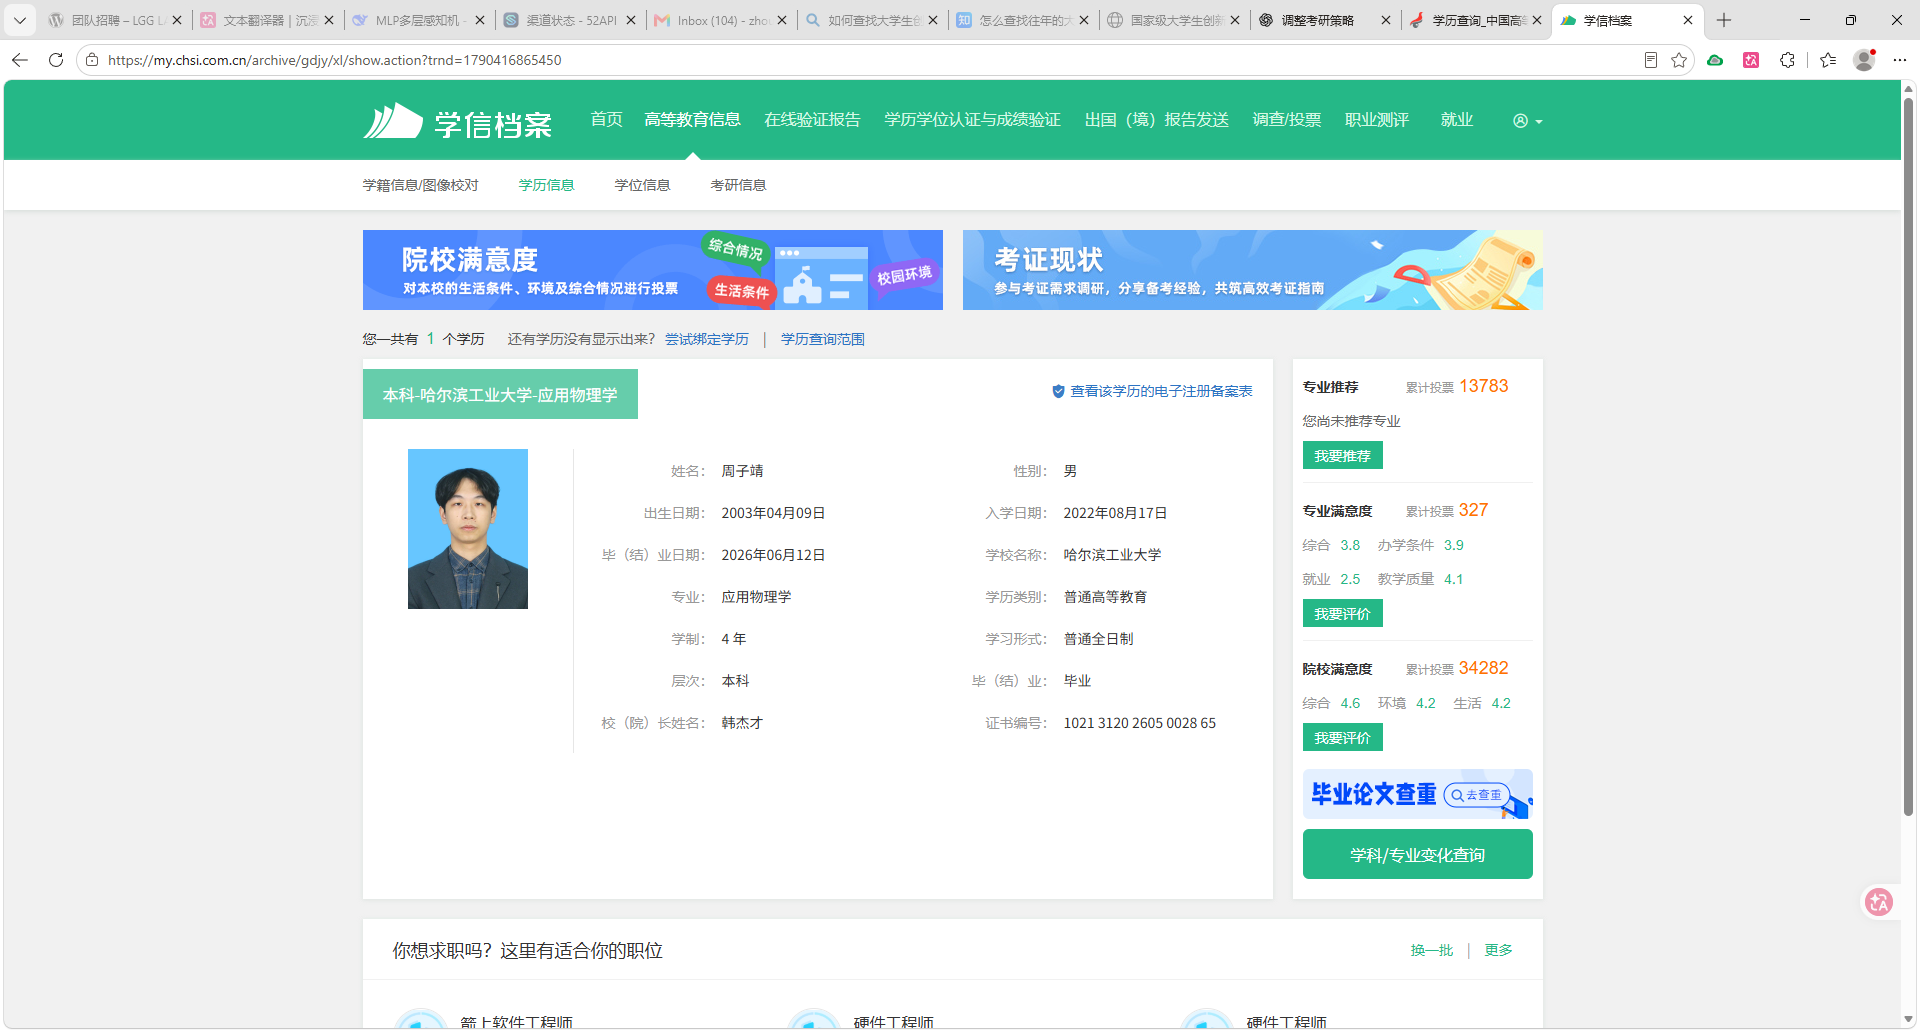 团队招聘 – LGG L
文本翻译器 | 沉浸
MLP多层感知机 -
渠道状态 - 52API
Inbox (104) - zho
如何查找大学生创
怎么查找往年的大
国家级大学生创新
调整考研策略
学历查询_中国高
学信档案
https://my.chsi.com.cn/archive/gdjy/xl/show.action?trnd=1790416865450
学信档案
首页 高等教育信息 在线验证报告 学历学位认证与成绩验证 出国（境）报告发送 调查/投票 职业测评 就业
学籍信息/图像校对 学历信息 学位信息 考研信息
院校满意度
对本校的生活条件、环境及综合情况进行投票
综合情况
生活条件
校园环境
考证现状
参与考证需求调研，分享备考经验，共筑高效考证指南
您一共有 1 个学历 还有学历没有显示出来？ 尝试绑定学历 | 学历查询范围
本科-哈尔滨工业大学-应用物理学
查看该学历的电子注册备案表
姓名： 周子靖 性别： 男
出生日期： 2003年04月09日 入学日期： 2022年08月17日
毕（结）业日期： 2026年06月12日 学校名称： 哈尔滨工业大学
专业： 应用物理学 学历类别： 普通高等教育
学制： 4 年 学习形式： 普通全日制
层次： 本科 毕（结）业： 毕业
校（院）长姓名： 韩杰才 证书编号： 1021 3120 2605 0028 65
专业推荐 累计投票 13783
您尚未推荐专业
我要推荐
专业满意度 累计投票 327
综合 3.8 办学条件 3.9
就业 2.5 教学质量 4.1
我要评价
院校满意度 累计投票 34282
综合 4.6 环境 4.2 生活 4.2
我要评价
毕业论文查重 去查重
学科/专业变化查询
你想求职吗？这里有适合你的职位
换一批 | 更多
箭上软件工程师 硬件工程师 硬件工程师